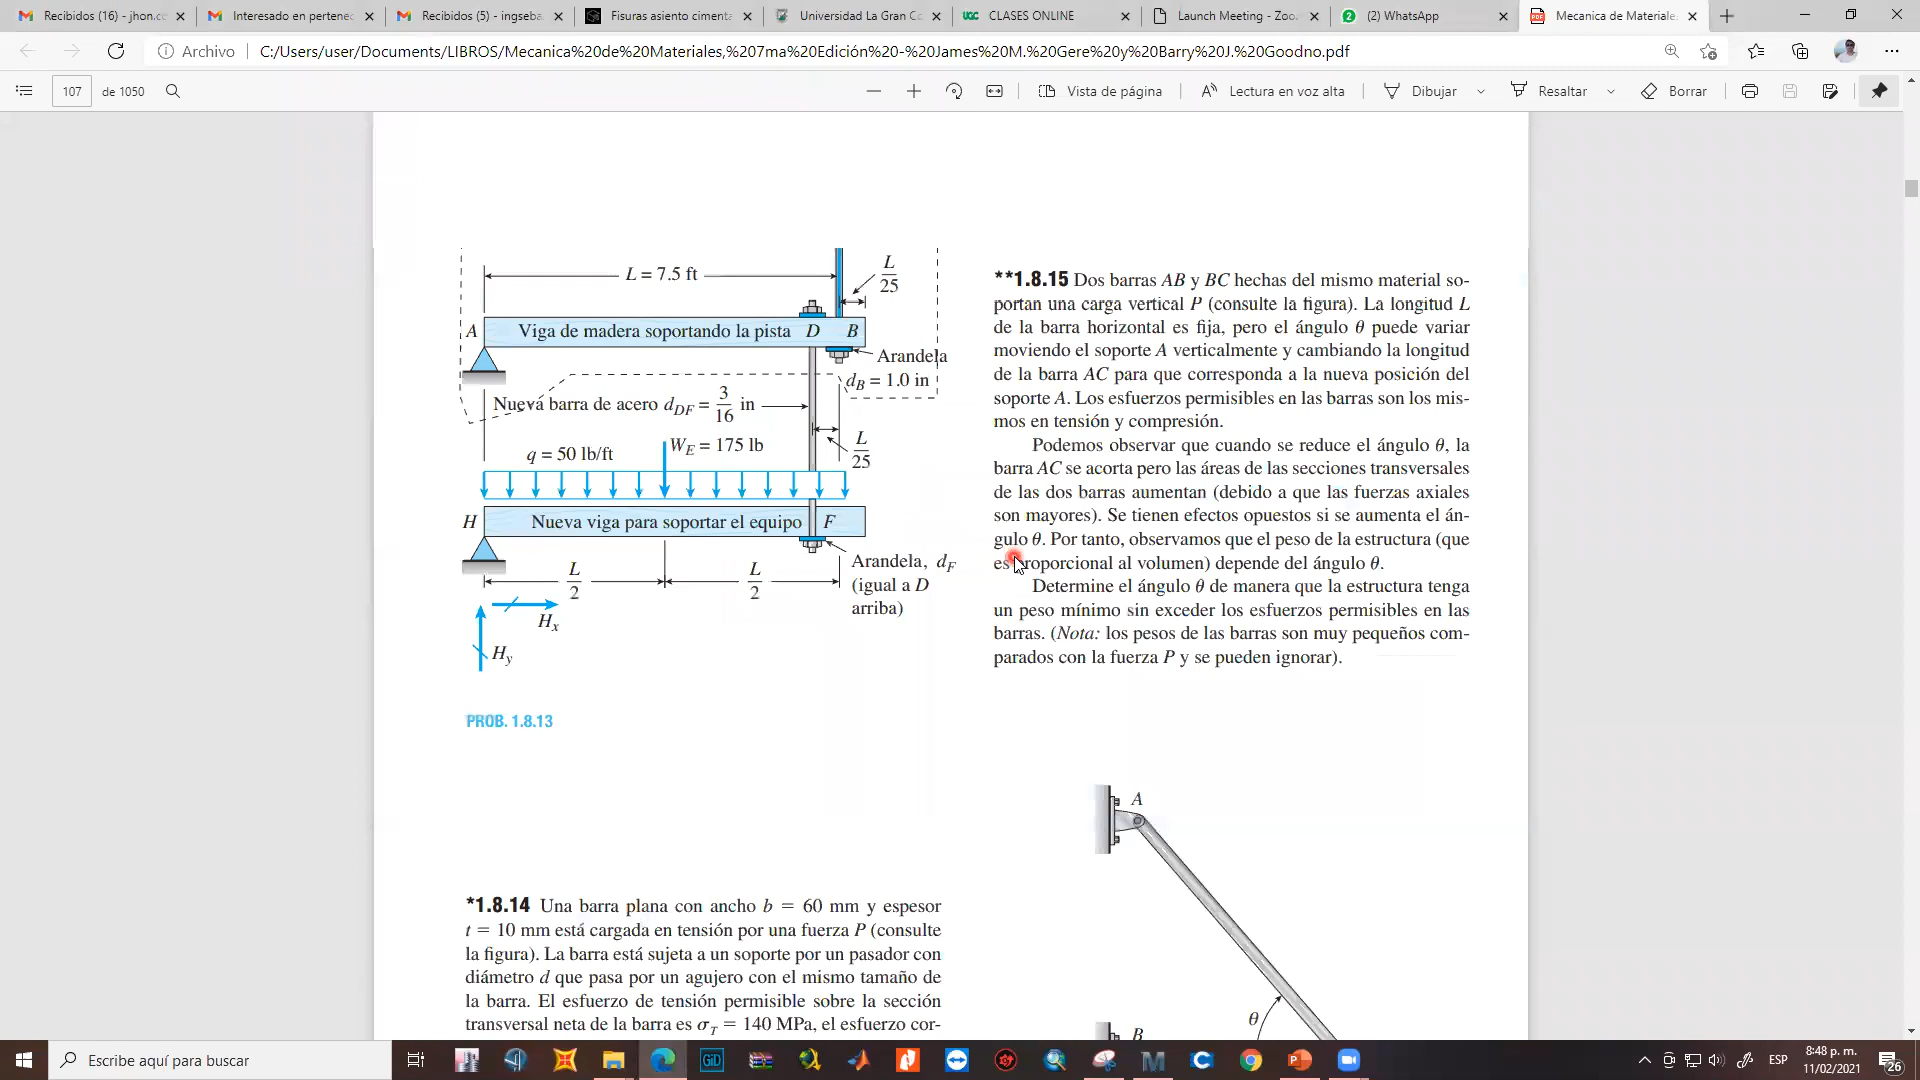 Recibidos (16) - jhon.co
Interesado en pertenec
Recibidos (5) - ingseba
Fisuras asiento cimenta
Universidad La Gran Co
CLASES ONLINE
Launch Meeting - Zoo
(2) WhatsApp
Mecanica de Materiale
Archivo
C:/Users/user/Documents/LIBROS/Mecanica%20de%20Materiales,%207ma%20Edición%20-%20James%20M.%20Gere%20y%20Barry%20J.%20Goodno.pdf
107 de 1050
Vista de página
Lectura en voz alta
Dibujar
Resaltar
Borrar
L = 7.5 ft
L/25
A
Viga de madera soportando la pista
D B
Arandela
d_B = 1.0 in
Nueva barra de acero d_DF = 3/16 in
W_E = 175 lb
q = 50 lb/ft
L/25
H
Nueva viga para soportar el equipo
F
Arandela, d_F
(igual a D
arriba)
L/2
L/2
H_x
H_y
PROB. 1.8.13
*1.8.14 Una barra plana con ancho b = 60 mm y espesor
t = 10 mm está cargada en tensión por una fuerza P (consulte
la figura). La barra está sujeta a un soporte por un pasador con
diámetro d que pasa por un agujero con el mismo tamaño de
la barra. El esfuerzo de tensión permisible sobre la sección
transversal neta de la barra es σ_T = 140 MPa, el esfuerzo cor-
**1.8.15 Dos barras AB y BC hechas del mismo material so-
portan una carga vertical P (consulte la figura). La longitud L
de la barra horizontal es fija, pero el ángulo θ puede variar
moviendo el soporte A verticalmente y cambiando la longitud
de la barra AC para que corresponda a la nueva posición del
soporte A. Los esfuerzos permisibles en las barras son los mis-
mos en tensión y compresión.
Podemos observar que cuando se reduce el ángulo θ, la
barra AC se acorta pero las áreas de las secciones transversales
de las dos barras aumentan (debido a que las fuerzas axiales
son mayores). Se tienen efectos opuestos si se aumenta el án-
gulo θ. Por tanto, observamos que el peso de la estructura (que
es proporcional al volumen) depende del ángulo θ.
Determine el ángulo θ de manera que la estructura tenga
un peso mínimo sin exceder los esfuerzos permisibles en las
barras. (Nota: los pesos de las barras son muy pequeños com-
parados con la fuerza P y se pueden ignorar).
A
θ
B
Escribe aquí para buscar
GiD
ESP
8:48 p. m.
11/02/2021
26